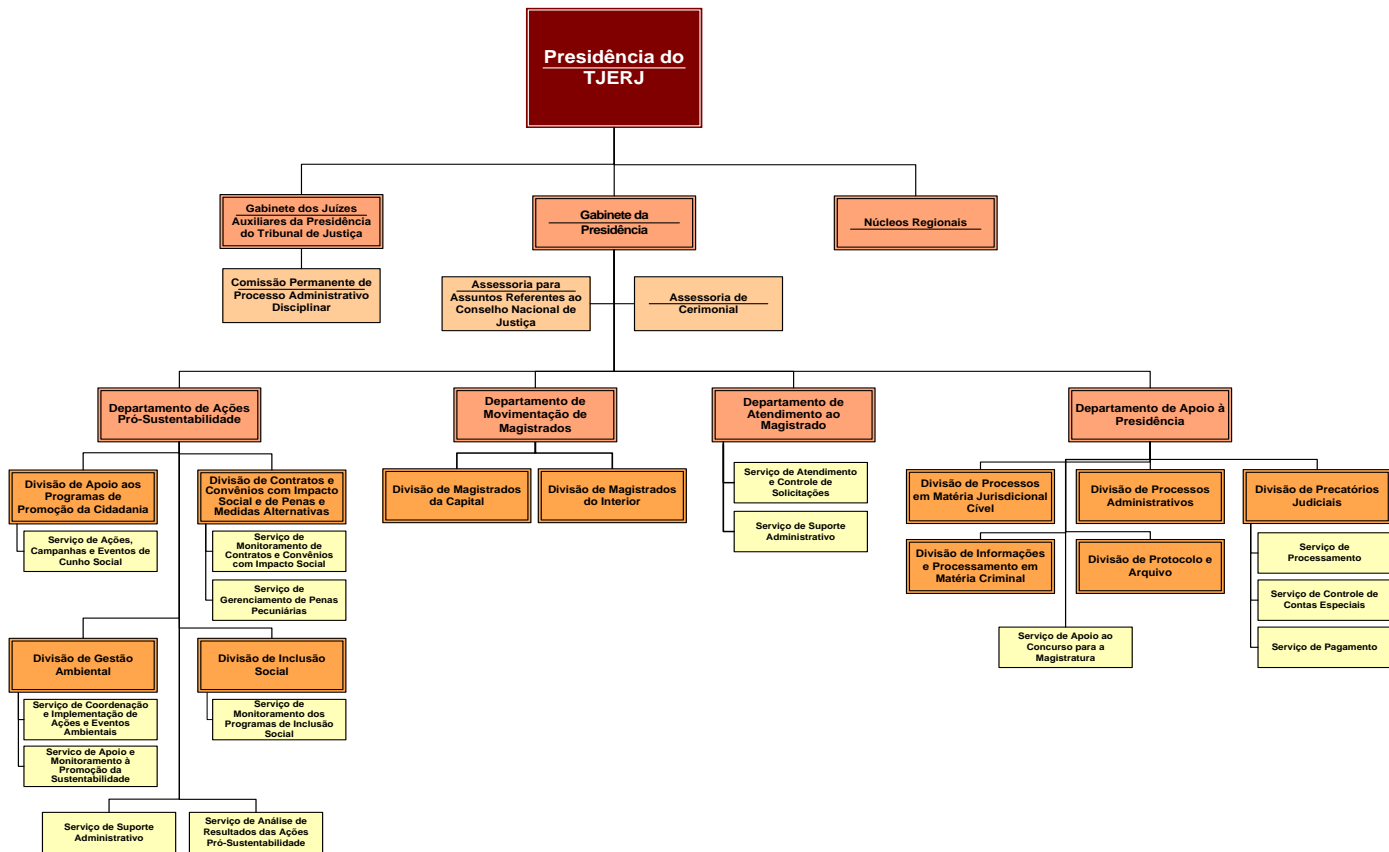 Presidência do
TJERJ
Gabinete dos Juízes
Auxiliares da Presidência
do Tribunal de Justiça
Gabinete da
Presidência
Núcleos Regionais
Comissão Permanente de
Processo Administrativo
Disciplinar
Assessoria para
Assuntos Referentes ao
Conselho Nacional de
Justiça
Assessoria de
Cerimonial
Departamento de Ações
Pró-Sustentabilidade
Departamento de
Movimentação de
Magistrados
Departamento de
Atendimento ao
Magistrado
Departamento de Apoio à
Presidência
Divisão de Apoio aos
Programas de
Promoção da Cidadania
Serviço de Ações,
Campanhas e Eventos de
Cunho Social
Divisão de Contratos e
Convênios com Impacto
Social e de Penas e
Medidas Alternativas
Serviço de
Monitoramento de
Contratos e Convênios
com Impacto Social
Serviço de
Gerenciamento de Penas
Pecuniárias
Divisão de Gestão
Ambiental
Serviço de Coordenação
e Implementação de
Ações e Eventos
Ambientais
Servico de Apoio e
Monitoramento à
Promoção da
Sustentabilidade
Divisão de Inclusão
Social
Serviço de
Monitoramento dos
Programas de Inclusão
Social
Serviço de Suporte
Administrativo
Serviço de Análise de
Resultados das Ações
Pró-Sustentabilidade
Divisão de Magistrados
da Capital
Divisão de Magistrados
do Interior
Serviço de Atendimento
e Controle de
Solicitações
Serviço de Suporte
Administrativo
Divisão de Processos
em Matéria Jurisdicional
Cível
Divisão de Processos
Administrativos
Divisão de Precatórios
Judiciais
Divisão de Informações
e Processamento em
Matéria Criminal
Divisão de Protocolo e
Arquivo
Serviço de Apoio ao
Concurso para a
Magistratura
Serviço de
Processamento
Serviço de Controle de
Contas Especiais
Serviço de Pagamento